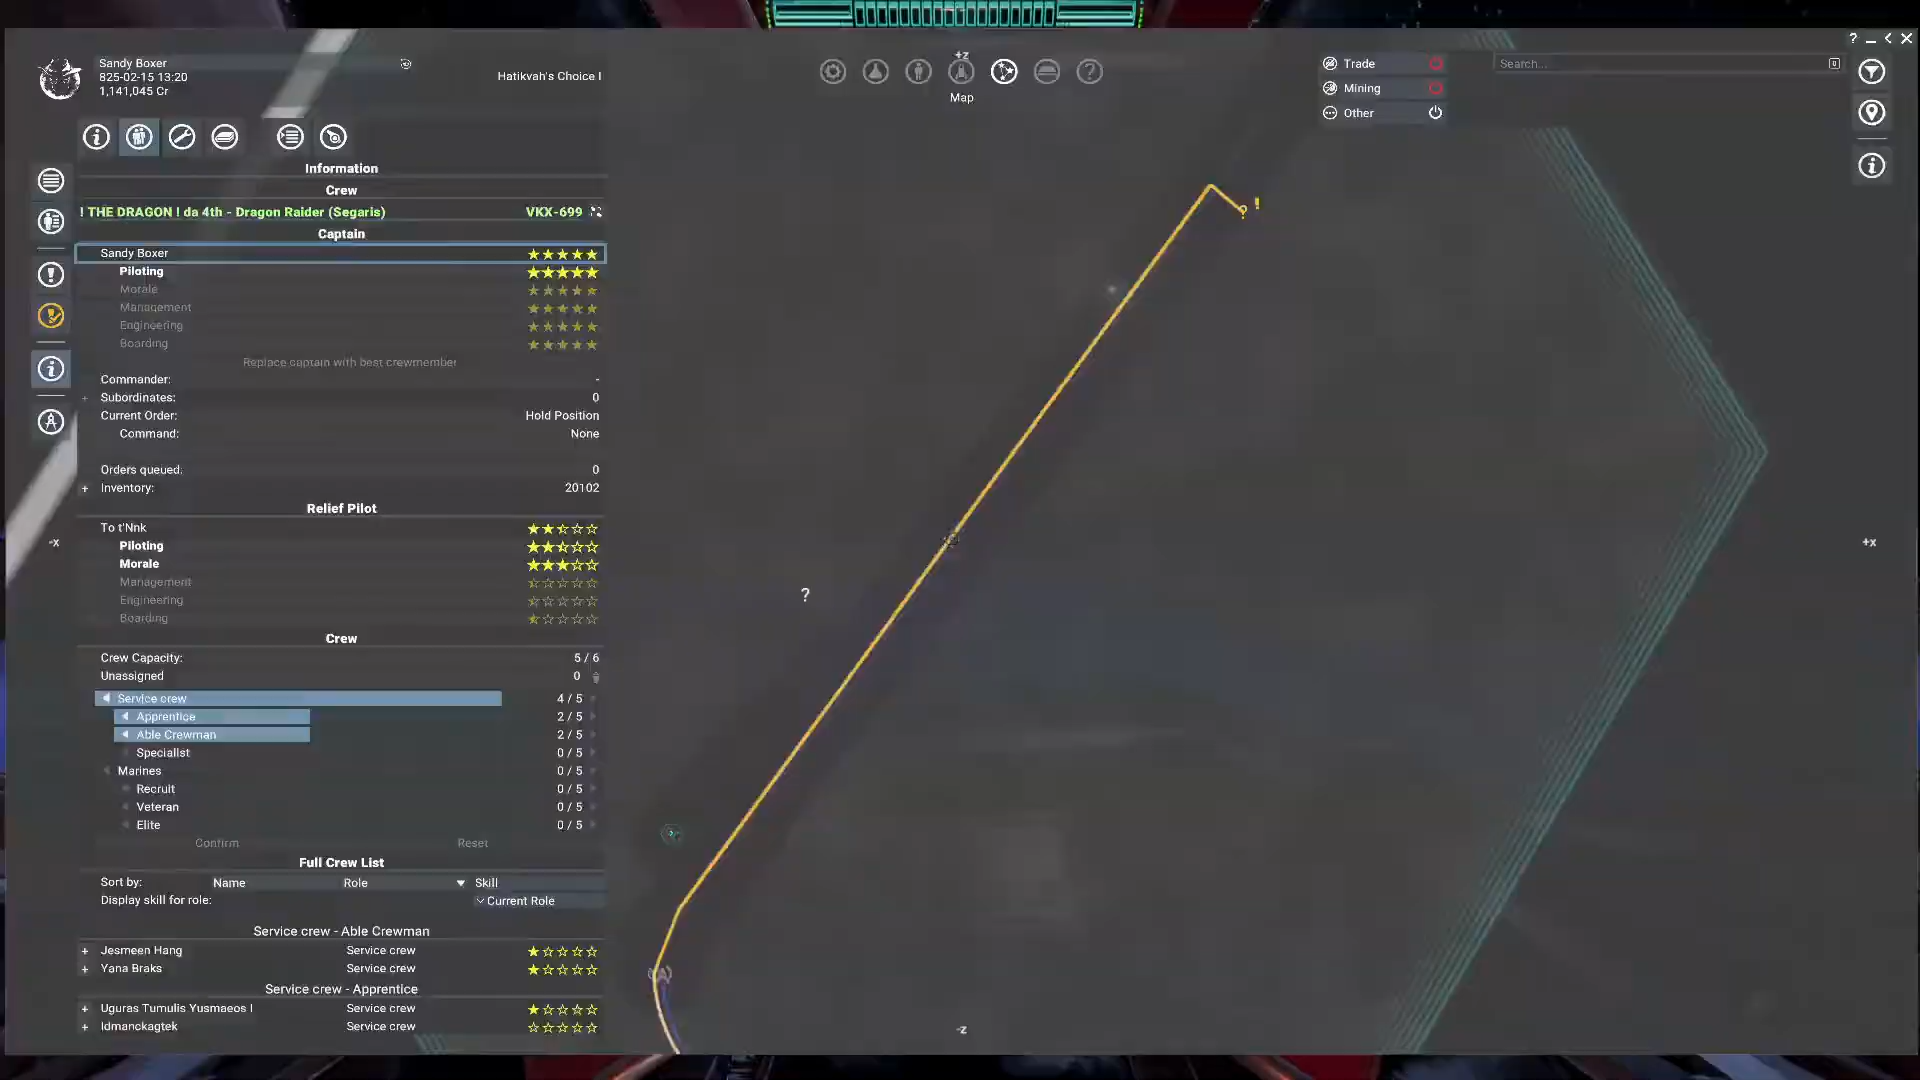 Sandy Boxer
825-02-15 13:20
1,141,045 Cr
Hatikvah's Choice I
+z
Map
Trade
Mining
Other
Search...
Information
Crew
! THE DRAGON ! da 4th - Dragon Raider (Segaris) VKX-699
Captain
Sandy Boxer
Piloting
Morale
Management
Engineering
Boarding
Replace captain with best crewmember
Commander: -
Subordinates: 0
Current Order: Hold Position
Command: None
Orders queued: 0
+ Inventory: 20102
Relief Pilot
To t'Nnk
Piloting
Morale
Management
Engineering
Boarding
Crew
Crew Capacity: 5 / 6
Unassigned 0
Service crew 4 / 5
Apprentice 2 / 5
Able Crewman 2 / 5
Specialist 0 / 5
Marines 0 / 5
Recruit 0 / 5
Veteran 0 / 5
Elite 0 / 5
Confirm Reset
Full Crew List
Sort by: Name Role Skill
Display skill for role: Current Role
Service crew - Able Crewman
+ Jesmeen Hang Service crew
+ Yana Braks Service crew
Service crew - Apprentice
+ Uguras Tumulis Yusmaeos I Service crew
+ Idmanckagtek Service crew
-x
+x
? !
?
-z